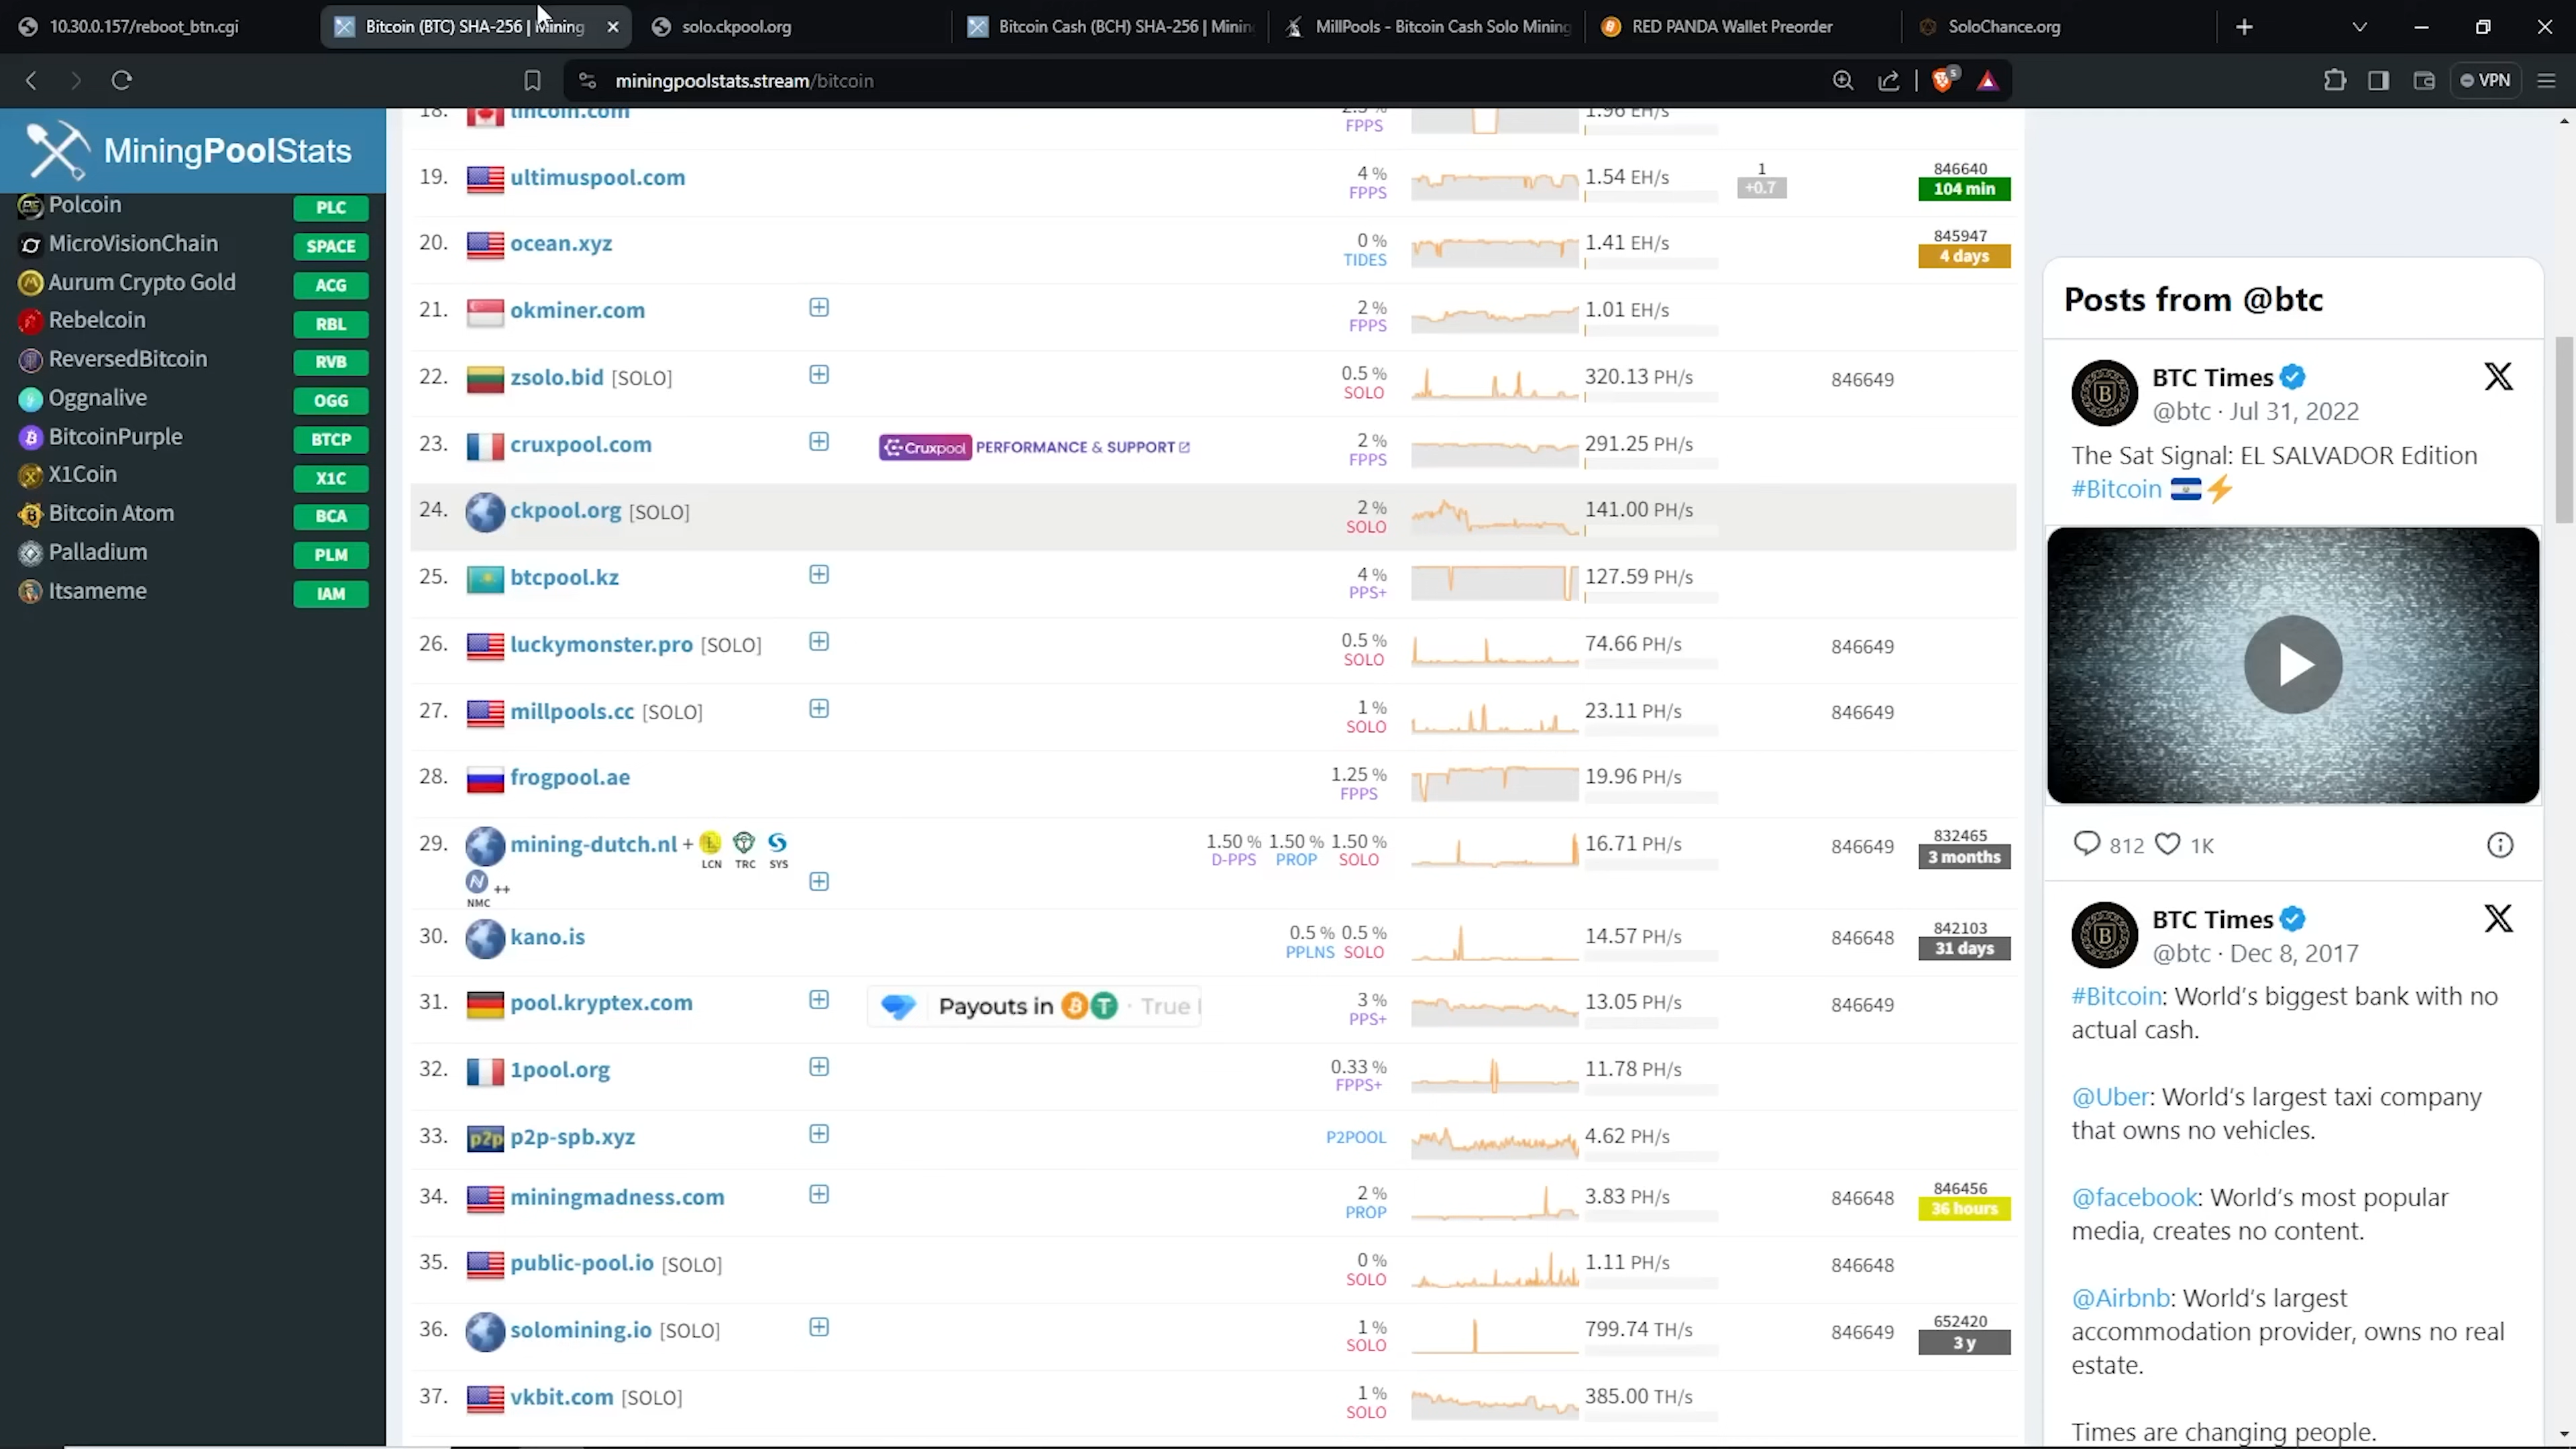 10.30.0.157/reboot_btn.cgi
Bitcoin (BTC) SHA-256 | Mining
solo.ckpool.org
Bitcoin Cash (BCH) SHA-256 | Minin
MillPools - Bitcoin Cash Solo Mining
RED PANDA Wallet Preorder
SoloChance.org
miningpoolstats.stream/bitcoin
5
VPN
MiningPoolStats
Polcoin PLC
MicroVisionChain SPACE
Aurum Crypto Gold ACG
Rebelcoin RBL
ReversedBitcoin RVB
Oggnalive OGG
BitcoinPurple BTCP
X1Coin X1C
Bitcoin Atom BCA
Palladium PLM
Itsameme IAM
18. lincoin.com 2.5 % FPPS 1.96 EH/s
19. ultimuspool.com 4 % FPPS 1.54 EH/s 1 +0.7 846640 104 min
20. ocean.xyz 0 % TIDES 1.41 EH/s 845947 4 days
21. okminer.com 2 % FPPS 1.01 EH/s
22. zsolo.bid [SOLO] 0.5 % SOLO 320.13 PH/s 846649
23. cruxpool.com Cruxpool PERFORMANCE & SUPPORT 2 % FPPS 291.25 PH/s
24. ckpool.org [SOLO] 2 % SOLO 141.00 PH/s
25. btcpool.kz 4 % PPS+ 127.59 PH/s
26. luckymonster.pro [SOLO] 0.5 % SOLO 74.66 PH/s 846649
27. millpools.cc [SOLO] 1 % SOLO 23.11 PH/s 846649
28. frogpool.ae 1.25 % FPPS 19.96 PH/s
29. mining-dutch.nl + LCN TRC SYS NMC ++ 1.50 % D-PPS 1.50 % PROP 1.50 % SOLO 16.71 PH/s 846649 832465 3 months
30. kano.is 0.5 % PPLNS 0.5 % SOLO 14.57 PH/s 846648 842103 31 days
31. pool.kryptex.com Payouts in · True 3 % PPS+ 13.05 PH/s 846649
32. 1pool.org 0.33 % FPPS+ 11.78 PH/s
33. p2p p2p-spb.xyz P2POOL 4.62 PH/s
34. miningmadness.com 2 % PROP 3.83 PH/s 846648 846456 36 hours
35. public-pool.io [SOLO] 0 % SOLO 1.11 PH/s 846648
36. solomining.io [SOLO] 1 % SOLO 799.74 TH/s 846649 652420 3 y
37. vkbit.com [SOLO] 1 % SOLO 385.00 TH/s
Posts from @btc
BTC Times
@btc · Jul 31, 2022
The Sat Signal: EL SALVADOR Edition
#Bitcoin
812 1K
BTC Times
@btc · Dec 8, 2017
#Bitcoin: World's biggest bank with no
actual cash.
@Uber: World's largest taxi company
that owns no vehicles.
@facebook: World's most popular
media, creates no content.
@Airbnb: World's largest
accommodation provider, owns no real
estate.
Times are changing people.